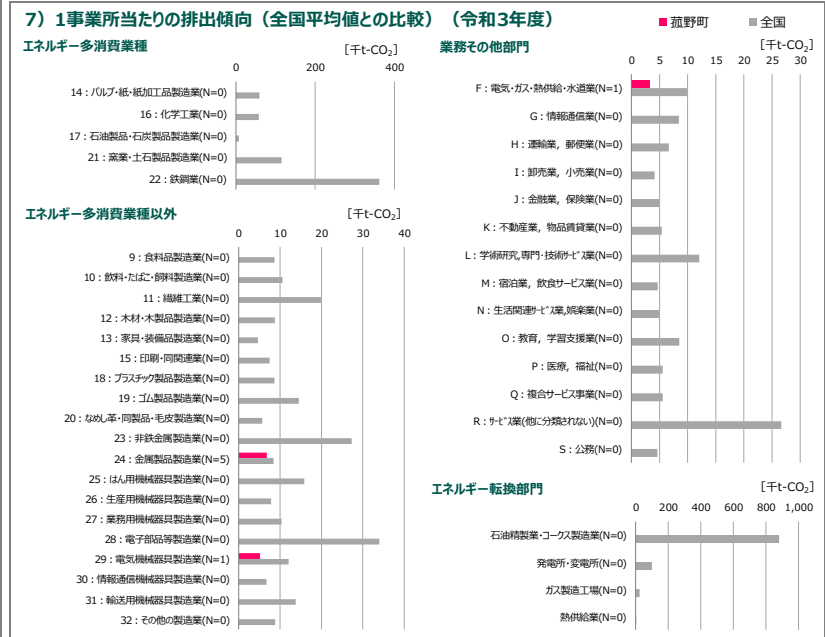 7）1事業所当たりの排出傾向（全国平均値との比較）（令和3年度）
菰野町
全国
エネルギー多消費業種
［千t-CO₂］
0 200 400
14：パルプ・紙・紙加工品製造業(N=0)
16：化学工業(N=0)
17：石油製品・石炭製品製造業(N=0)
21：窯業・土石製品製造業(N=0)
22：鉄鋼業(N=0)
エネルギー多消費業種以外
［千t-CO₂］
0 10 20 30 40
9：食料品製造業(N=0)
10：飲料・たばこ・飼料製造業(N=0)
11：繊維工業(N=0)
12：木材・木製品製造業(N=0)
13：家具・装備品製造業(N=0)
15：印刷・同関連業(N=0)
18：プラスチック製品製造業(N=0)
19：ゴム製品製造業(N=0)
20：なめし革・同製品・毛皮製造業(N=0)
23：非鉄金属製造業(N=0)
24：金属製品製造業(N=5)
25：はん用機械器具製造業(N=0)
26：生産用機械器具製造業(N=0)
27：業務用機械器具製造業(N=0)
28：電子部品等製造業(N=0)
29：電気機械器具製造業(N=1)
30：情報通信機械器具製造業(N=0)
31：輸送用機械器具製造業(N=0)
32：その他の製造業(N=0)
業務その他部門
［千t-CO₂］
0 5 10 15 20 25 30
F：電気・ガス・熱供給・水道業(N=1)
G：情報通信業(N=0)
H：運輸業，郵便業(N=0)
I：卸売業，小売業(N=0)
J：金融業，保険業(N=0)
K：不動産業，物品賃貸業(N=0)
L：学術研究,専門・技術ｻｰﾋﾞｽ業(N=0)
M：宿泊業，飲食サービス業(N=0)
N：生活関連ｻｰﾋﾞｽ業,娯楽業(N=0)
O：教育，学習支援業(N=0)
P：医療，福祉(N=0)
Q：複合サービス事業(N=0)
R：ｻｰﾋﾞｽ業(他に分類されない)(N=0)
S：公務(N=0)
エネルギー転換部門
［千t-CO₂］
0 200 400 600 800 1,000
石油精製業・コークス製造業(N=0)
発電所・変電所(N=0)
ガス製造工場(N=0)
熱供給業(N=0)